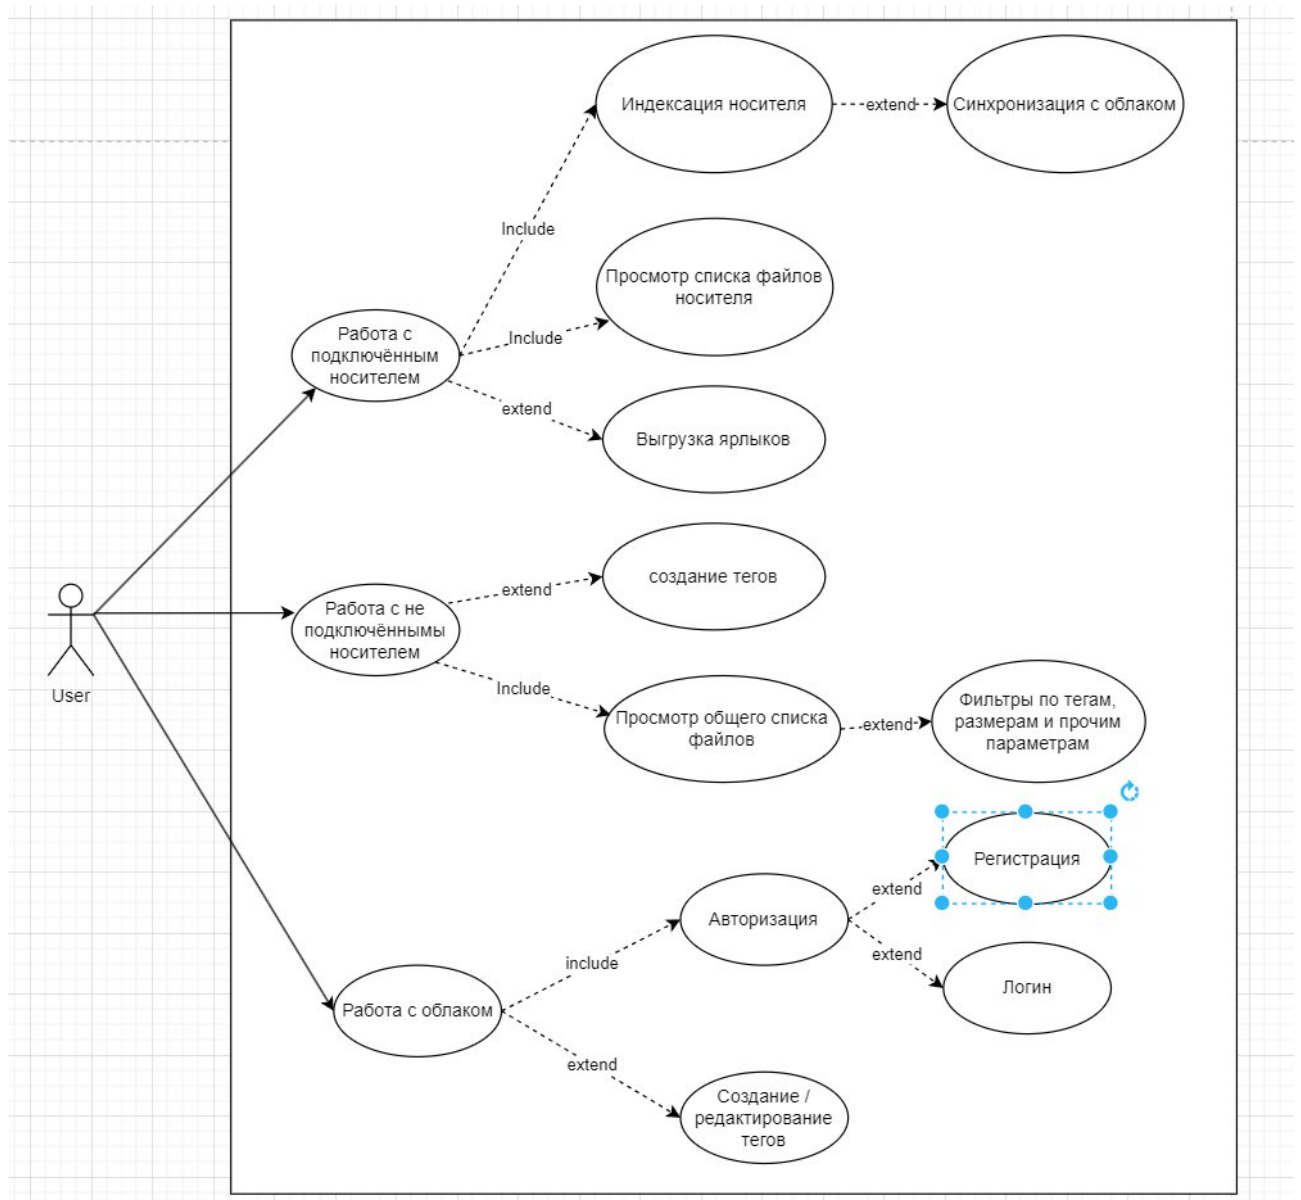 Индексация носителя
extend
Синхронизация с облаком
Include
Просмотр списка файлов
носителя
Работа с
подключённым
носителем
Include
extend
Выгрузка ярлыков
создание тегов
extend
Работа с не
подключённымы
носителем
User
Include
Просмотр общего списка
файлов
extend
Фильтры по тегам,
размерам и прочим
параметрам
Регистрация
extend
Авторизация
extend
Логин
include
Работа с облаком
extend
Создание /
редактирование
тегов